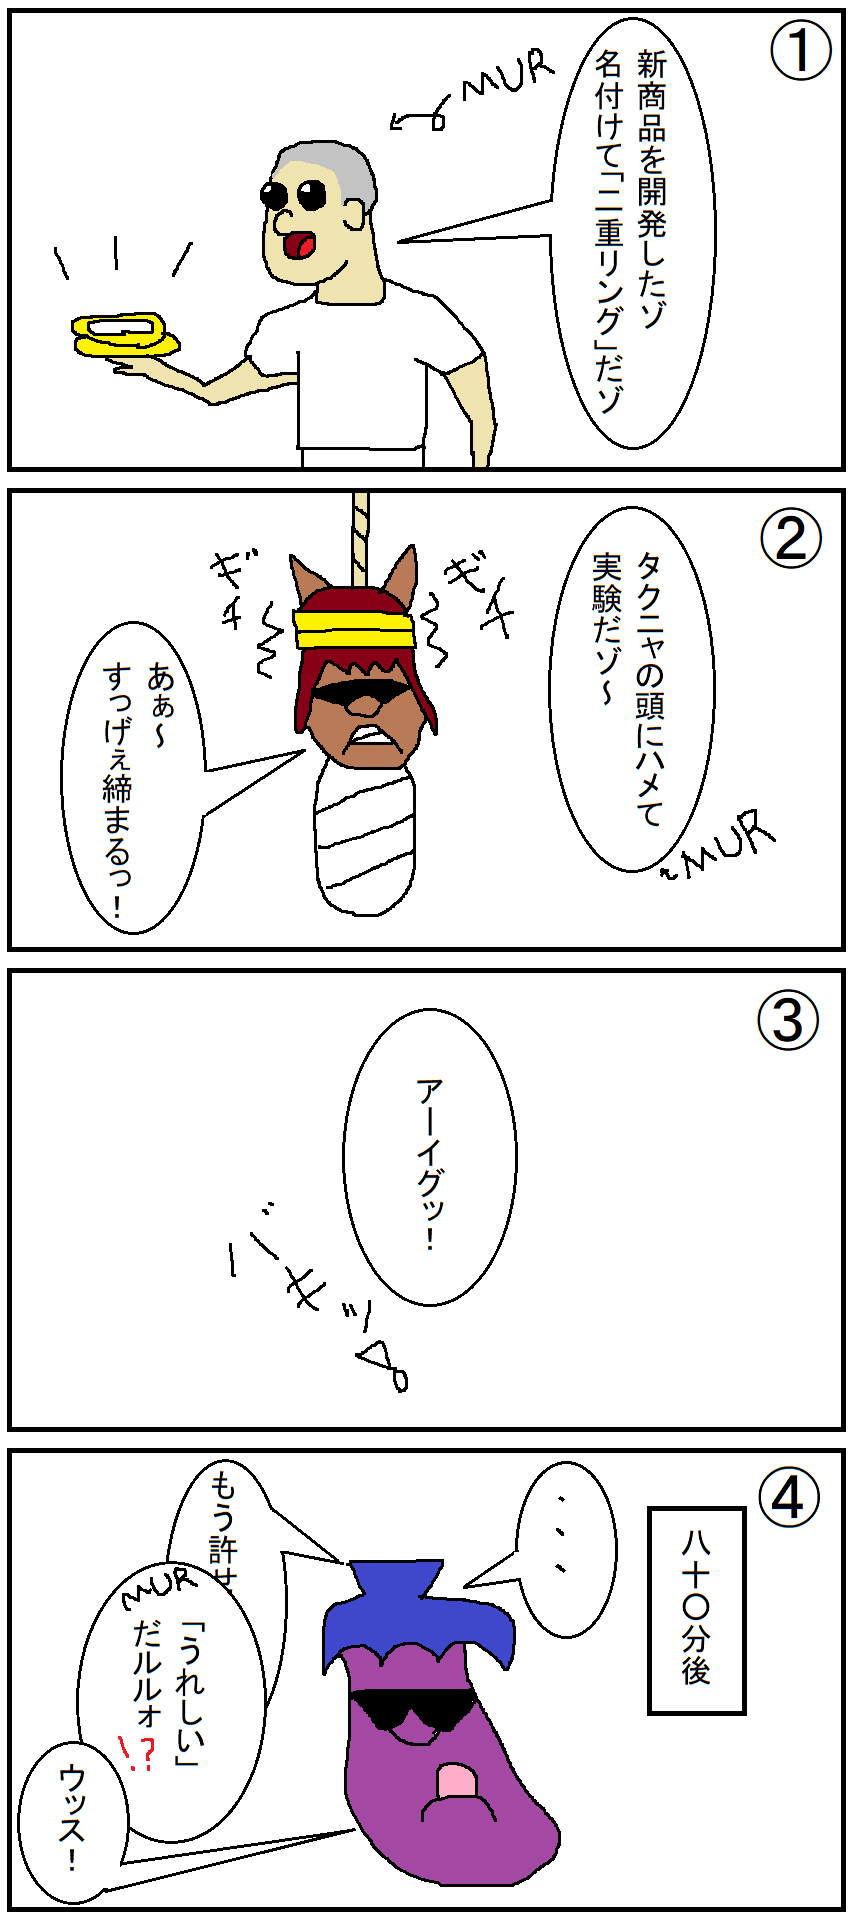 ①
MUR
新商品を開発したゾ
名付けて「二重リング」だゾ
②
タクニャの頭にハメて
実験だゾ～
MUR
ギチ
ギチ
あぁ～
すっげぇ締まるっ！
③
アーイグッ！
バキッ
④
八十〇分後
・・・
もう許せ
MUR
「うれしい」
だルルォ
!?
ウッス！